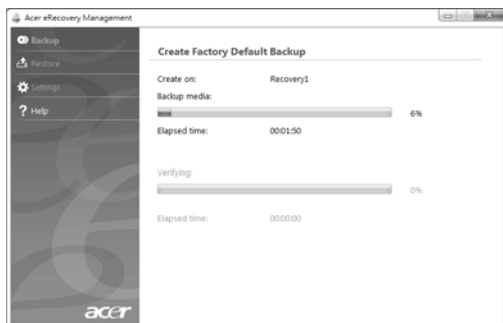 Acer eRecovery Management
Backup
Restore
Settings
Help
Create Factory Default Backup
Create on: Recovery1
Backup media:
6%
Elapsed time: 00:01:50
Verifying:
0%
Elapsed time: 00:00:00
acer